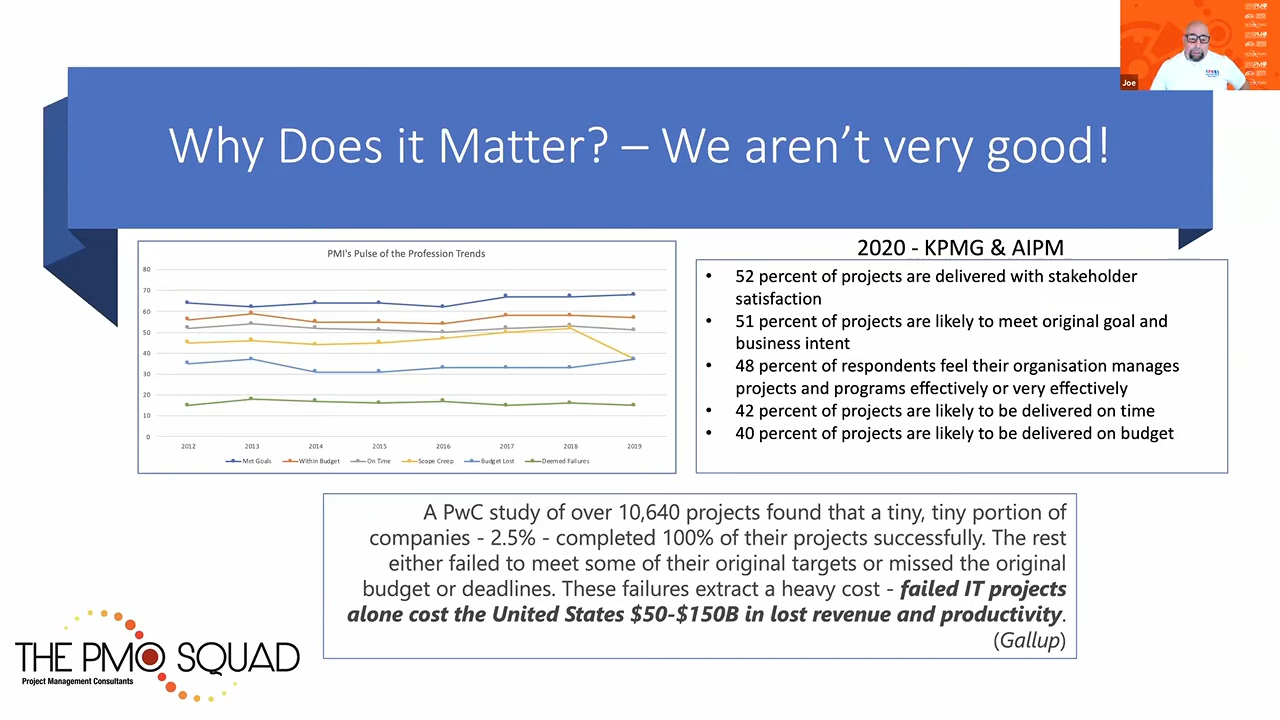 Joe
Why Does it Matter? – We aren't very good!
PMI's Pulse of the Profession Trends
80
70
60
50
40
30
20
10
0
2012 2013 2014 2015 2016 2017 2018 2019
Met Goals Within Budget On Time Scope Creep Budget Lost Deemed Failures
2020 - KPMG & AIPM
• 52 percent of projects are delivered with stakeholder
satisfaction
• 51 percent of projects are likely to meet original goal and
business intent
• 48 percent of respondents feel their organisation manages
projects and programs effectively or very effectively
• 42 percent of projects are likely to be delivered on time
• 40 percent of projects are likely to be delivered on budget
A PwC study of over 10,640 projects found that a tiny, tiny portion of
companies - 2.5% - completed 100% of their projects successfully. The rest
either failed to meet some of their original targets or missed the original
budget or deadlines. These failures extract a heavy cost - failed IT projects
alone cost the United States $50-$150B in lost revenue and productivity.
(Gallup)
THE PMO SQUAD
Project Management Consultants